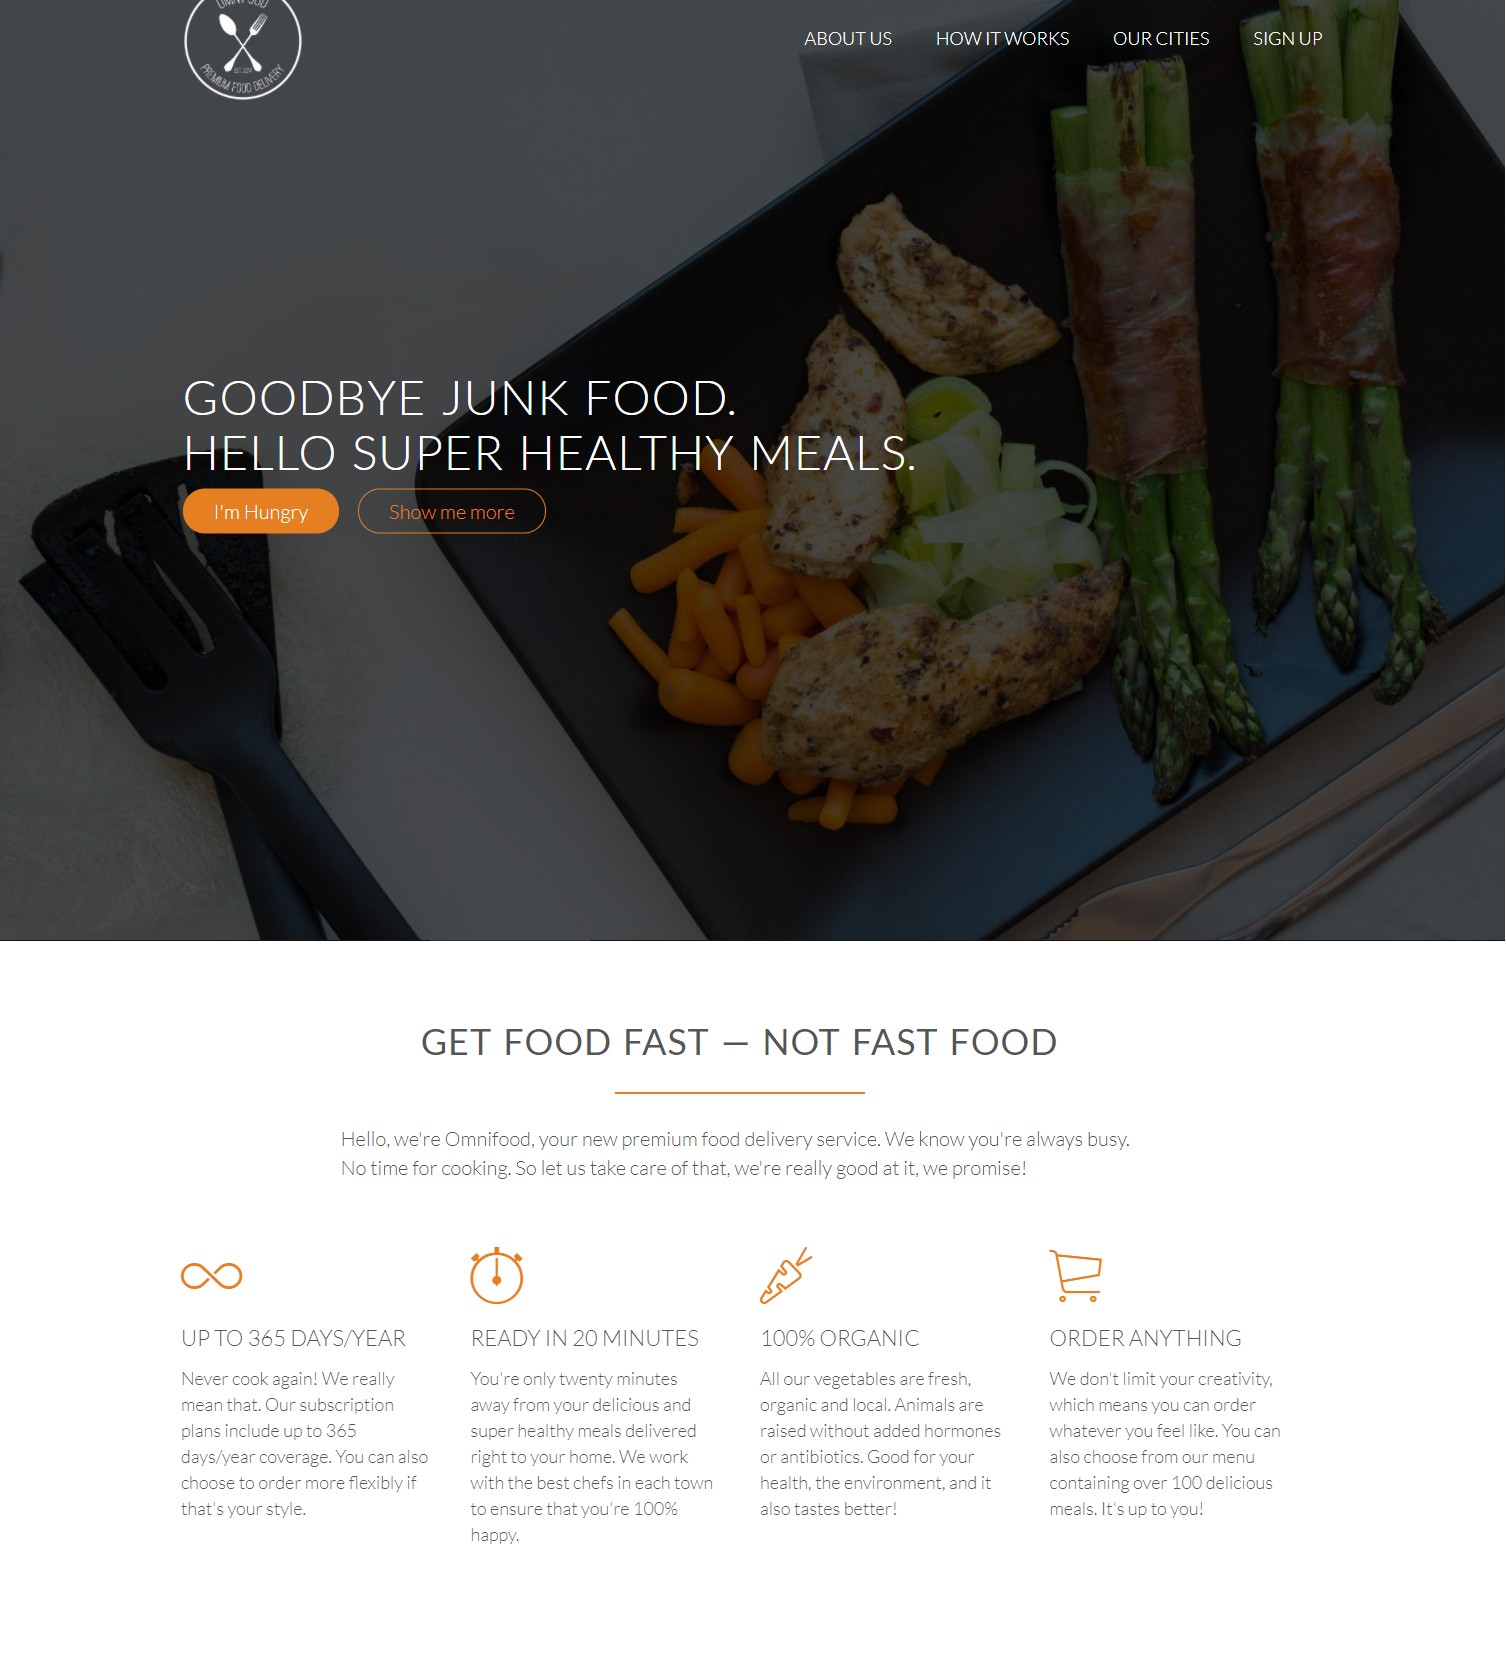 OMNIFOOD
EST. 2014
PREMIUM FOOD DELIVERY
ABOUT US
HOW IT WORKS
OUR CITIES
SIGN UP
GOODBYE JUNK FOOD.
HELLO SUPER HEALTHY MEALS.
I'm Hungry
Show me more
GET FOOD FAST — NOT FAST FOOD
Hello, we're Omnifood, your new premium food delivery service. We know you're always busy.
No time for cooking. So let us take care of that, we're really good at it, we promise!
UP TO 365 DAYS/YEAR
Never cook again! We really
mean that. Our subscription
plans include up to 365
days/year coverage. You can also
choose to order more flexibly if
that's your style.
READY IN 20 MINUTES
You're only twenty minutes
away from your delicious and
super healthy meals delivered
right to your home. We work
with the best chefs in each town
to ensure that you're 100%
happy.
100% ORGANIC
All our vegetables are fresh,
organic and local. Animals are
raised without added hormones
or antibiotics. Good for your
health, the environment, and it
also tastes better!
ORDER ANYTHING
We don't limit your creativity,
which means you can order
whatever you feel like. You can
also choose from our menu
containing over 100 delicious
meals. It's up to you!